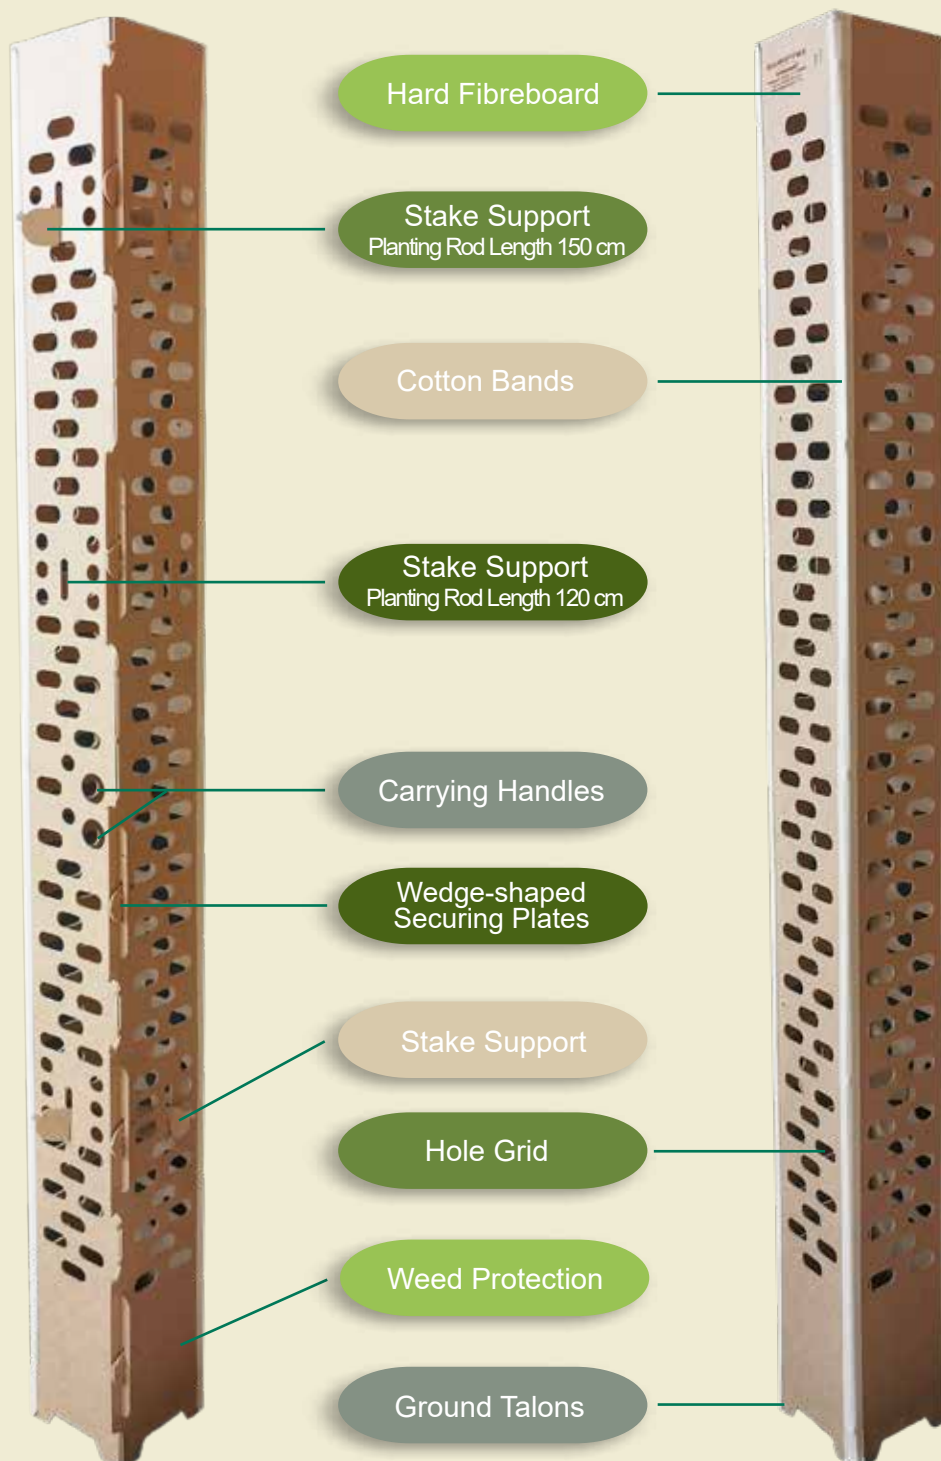 Hard Fibreboard
Stake Support
Planting Rod Length 150 cm
Cotton Bands
Stake Support
Planting Rod Length 120 cm
Carrying Handles
Wedge-shaped
Securing Plates
Stake Support
Hole Grid
Weed Protection
Ground Talons